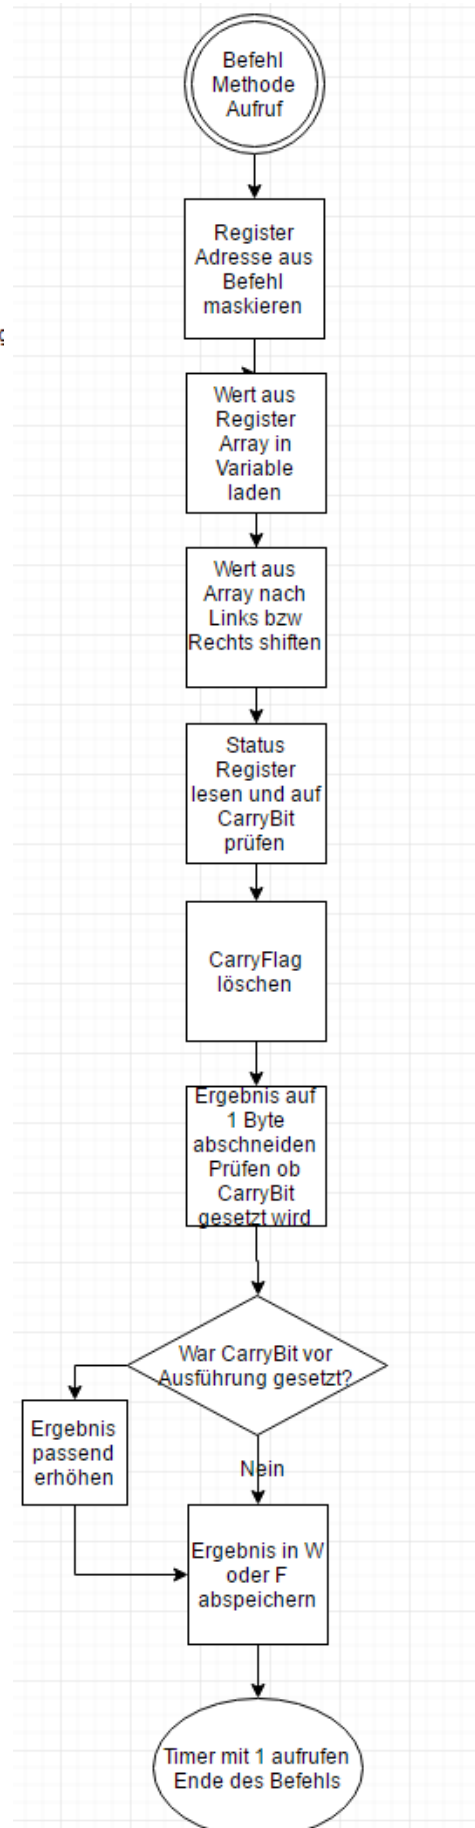 Befehl
Methode
Aufruf
Register
Adresse aus
Befehl
maskieren
Wert aus
Register
Array in
Variable
laden
Wert aus
Array nach
Links bzw
Rechts shiften
Status
Register
lesen und auf
CarryBit
prüfen
CarryFlag
löschen
Ergebnis auf
1 Byte
abschneiden
Prüfen ob
CarryBit
gesetzt wird
War CarryBit vor
Ausführung gesetzt?
Ergebnis
passend
erhöhen
Nein
Ergebnis in W
oder F
abspeichern
Timer mit 1 aufrufen
Ende des Befehls